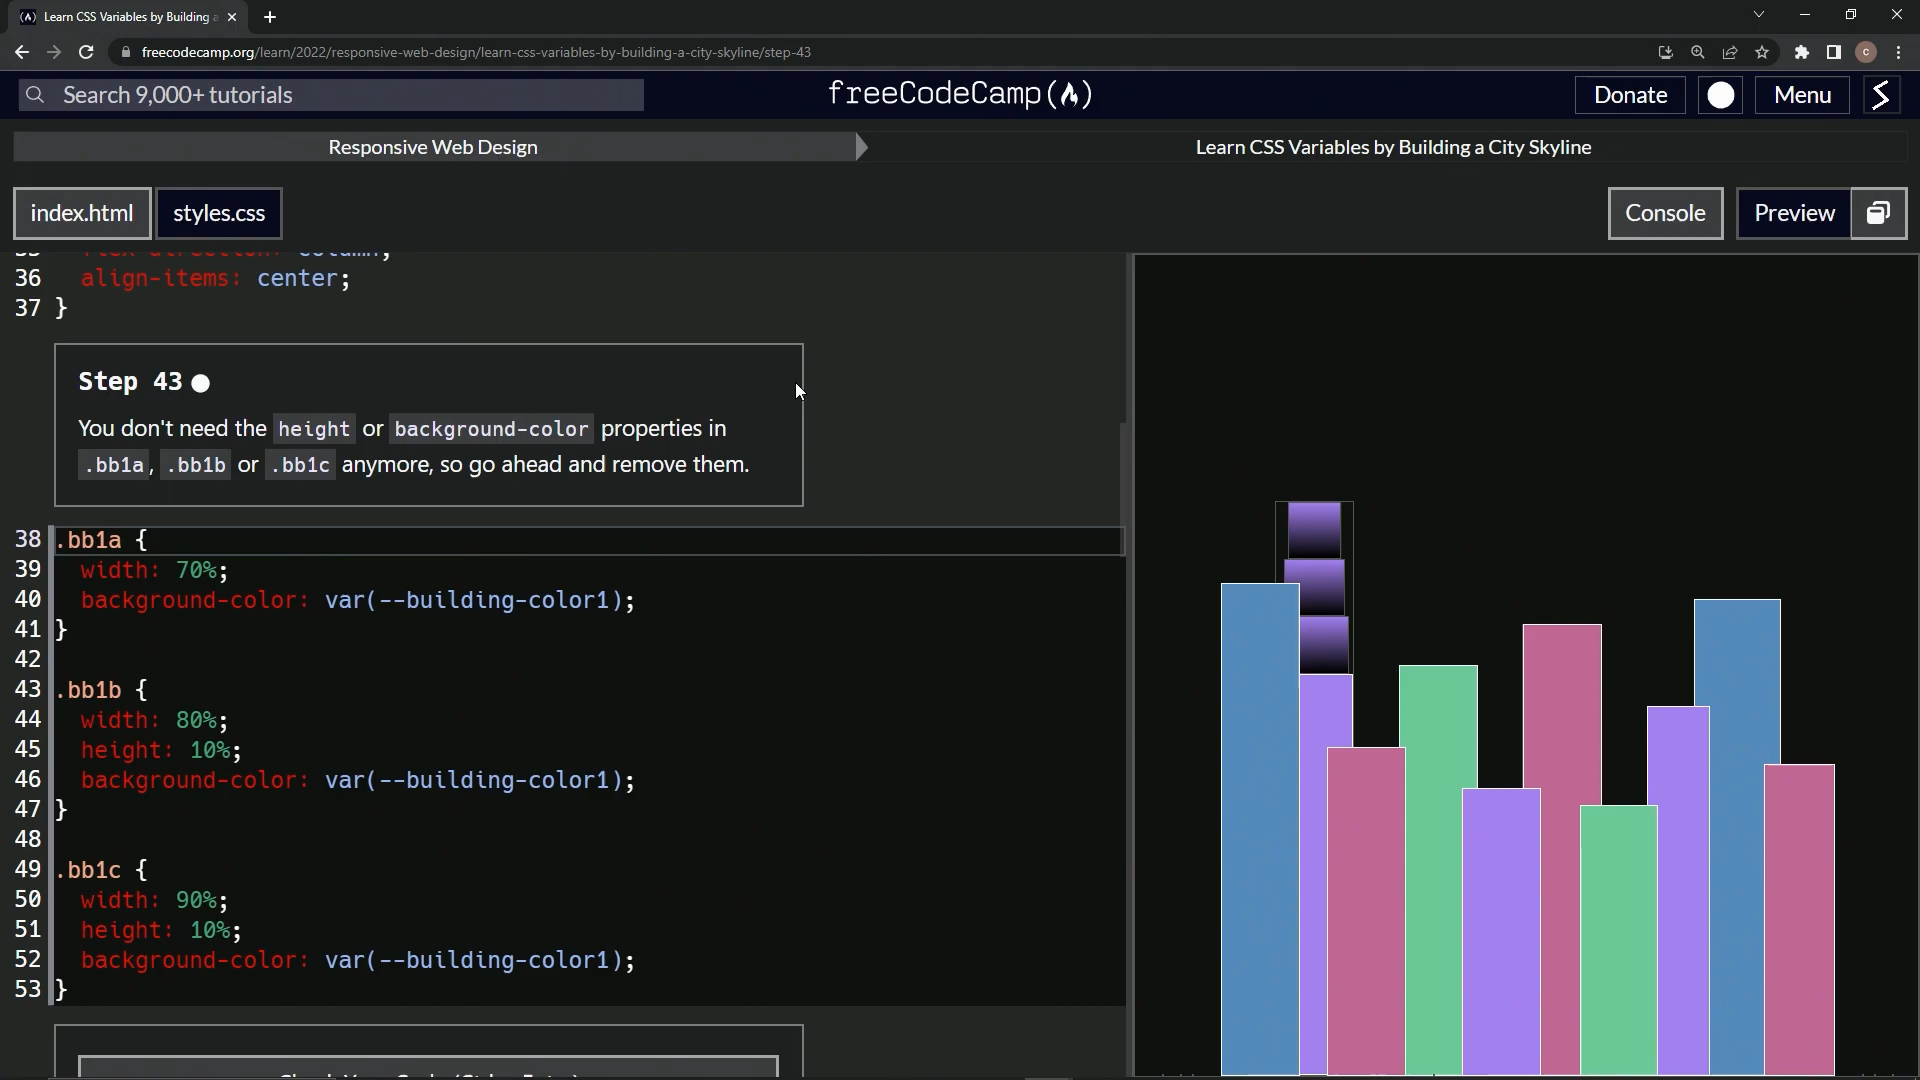 Learn CSS Variables by Building a
freecodecamp.org/learn/2022/responsive-web-design/learn-css-variables-by-building-a-city-skyline/step-43
C
Search 9,000+ tutorials
freeCodeCamp
Donate
Menu
Responsive Web Design
Learn CSS Variables by Building a City Skyline
index.html
styles.css
Console
Preview
35 flex-direction: column;
36 align-items: center;
37 }
Step 43
You don't need the height or background-color properties in
.bb1a, .bb1b or .bb1c anymore, so go ahead and remove them.
38 .bb1a {
39 width: 70%;
40 background-color: var(--building-color1);
41 }
42
43 .bb1b {
44 width: 80%;
45 height: 10%;
46 background-color: var(--building-color1);
47 }
48
49 .bb1c {
50 width: 90%;
51 height: 10%;
52 background-color: var(--building-color1);
53 }